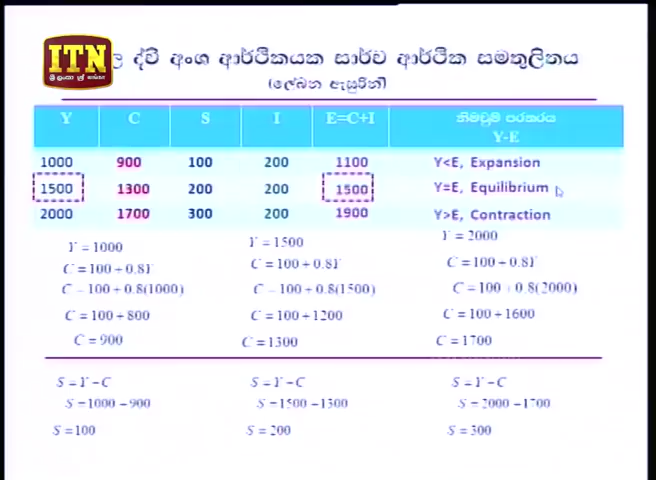 ITN
ශ්‍රී ලංකා ශ්‍රේෂ්ඨ
ද්වි අංශ ආර්ථිකයක සාර්ව ආර්ථික සමතුලිතය
(ලේඛන ඇසුරින්)
Y C S I E=C+I නිමවුම් පරතරය
Y-E
1000 900 100 200 1100 Y<E, Expansion
1500 1300 200 200 1500 Y=E, Equilibrium
2000 1700 300 200 1900 Y>E, Contraction
Y = 1000 Y = 1500 Y = 2000
C = 100 + 0.8Y C = 100 + 0.8Y C = 100 + 0.8Y
C = 100 + 0.8(1000) C = 100 + 0.8(1500) C = 100 + 0.8(2000)
C = 100 + 800 C = 100 + 1200 C = 100 + 1600
C = 900 C = 1300 C = 1700
S = Y - C S = Y - C S = Y - C
S = 1000 - 900 S = 1500 - 1300 S = 2000 - 1700
S = 100 S = 200 S = 300